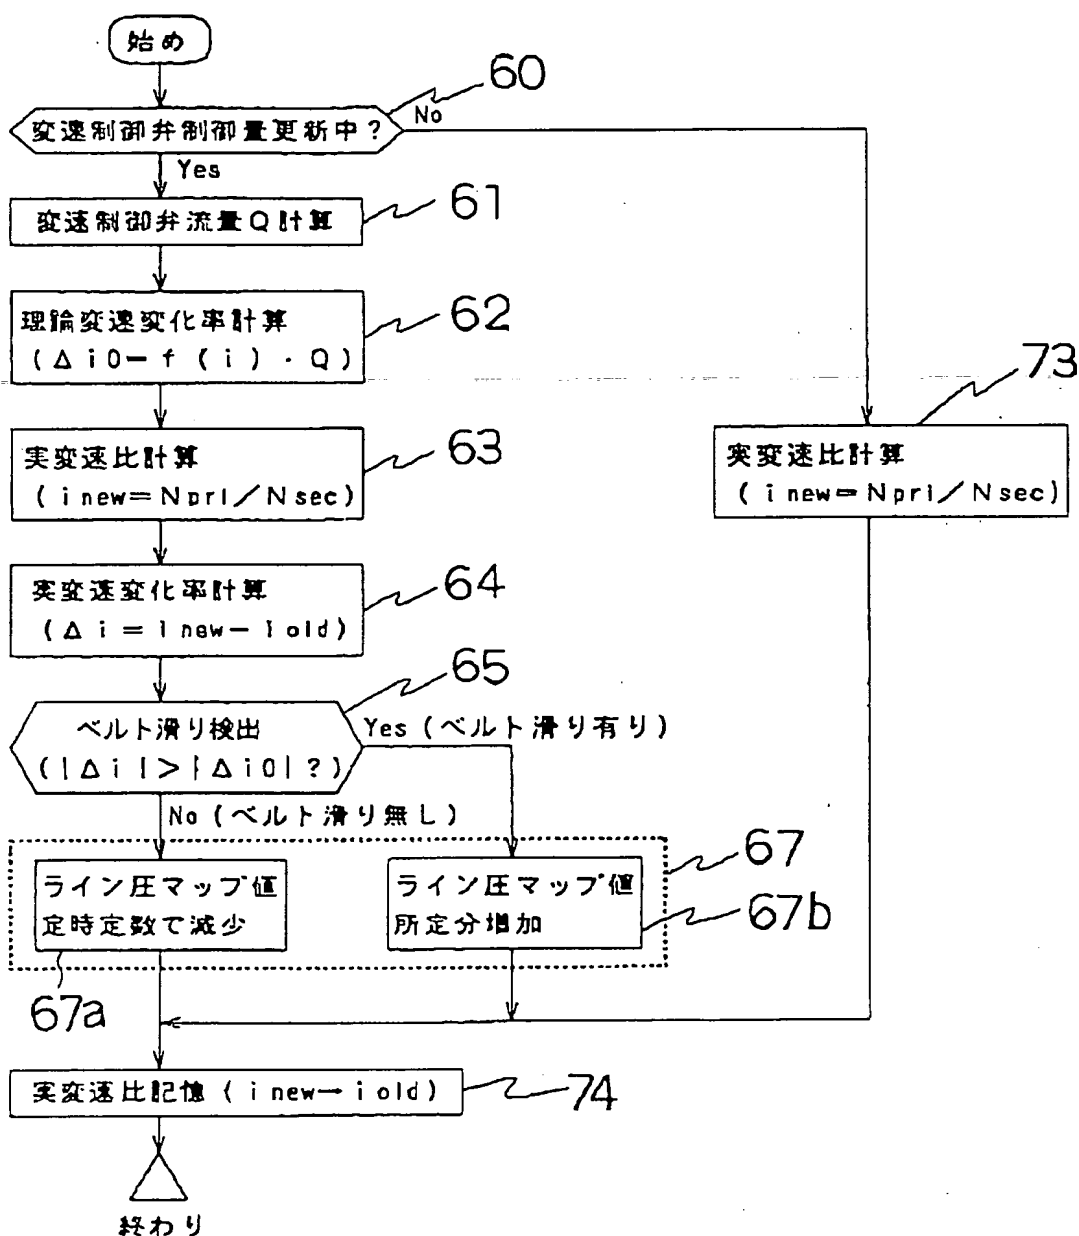 始め
60
変速制御弁制御量更新中?
No
Yes
変速制御弁流量Q計算
61
理論変速変化率計算
(Δi0=f(i)・Q)
62
実変速比計算
(inew=Npri/Nsec)
63
実変速比計算
(inew=Npri/Nsec)
73
実変速変化率計算
(Δi=inew-iold)
64
ベルト滑り検出
(|Δi|>|Δi0|?)
65
Yes(ベルト滑り有り)
No(ベルト滑り無し)
67
ライン圧マップ値
定時定数で減少
67a
ライン圧マップ値
所定分増加
67b
実変速比記憶(inew→iold)
74
終わり